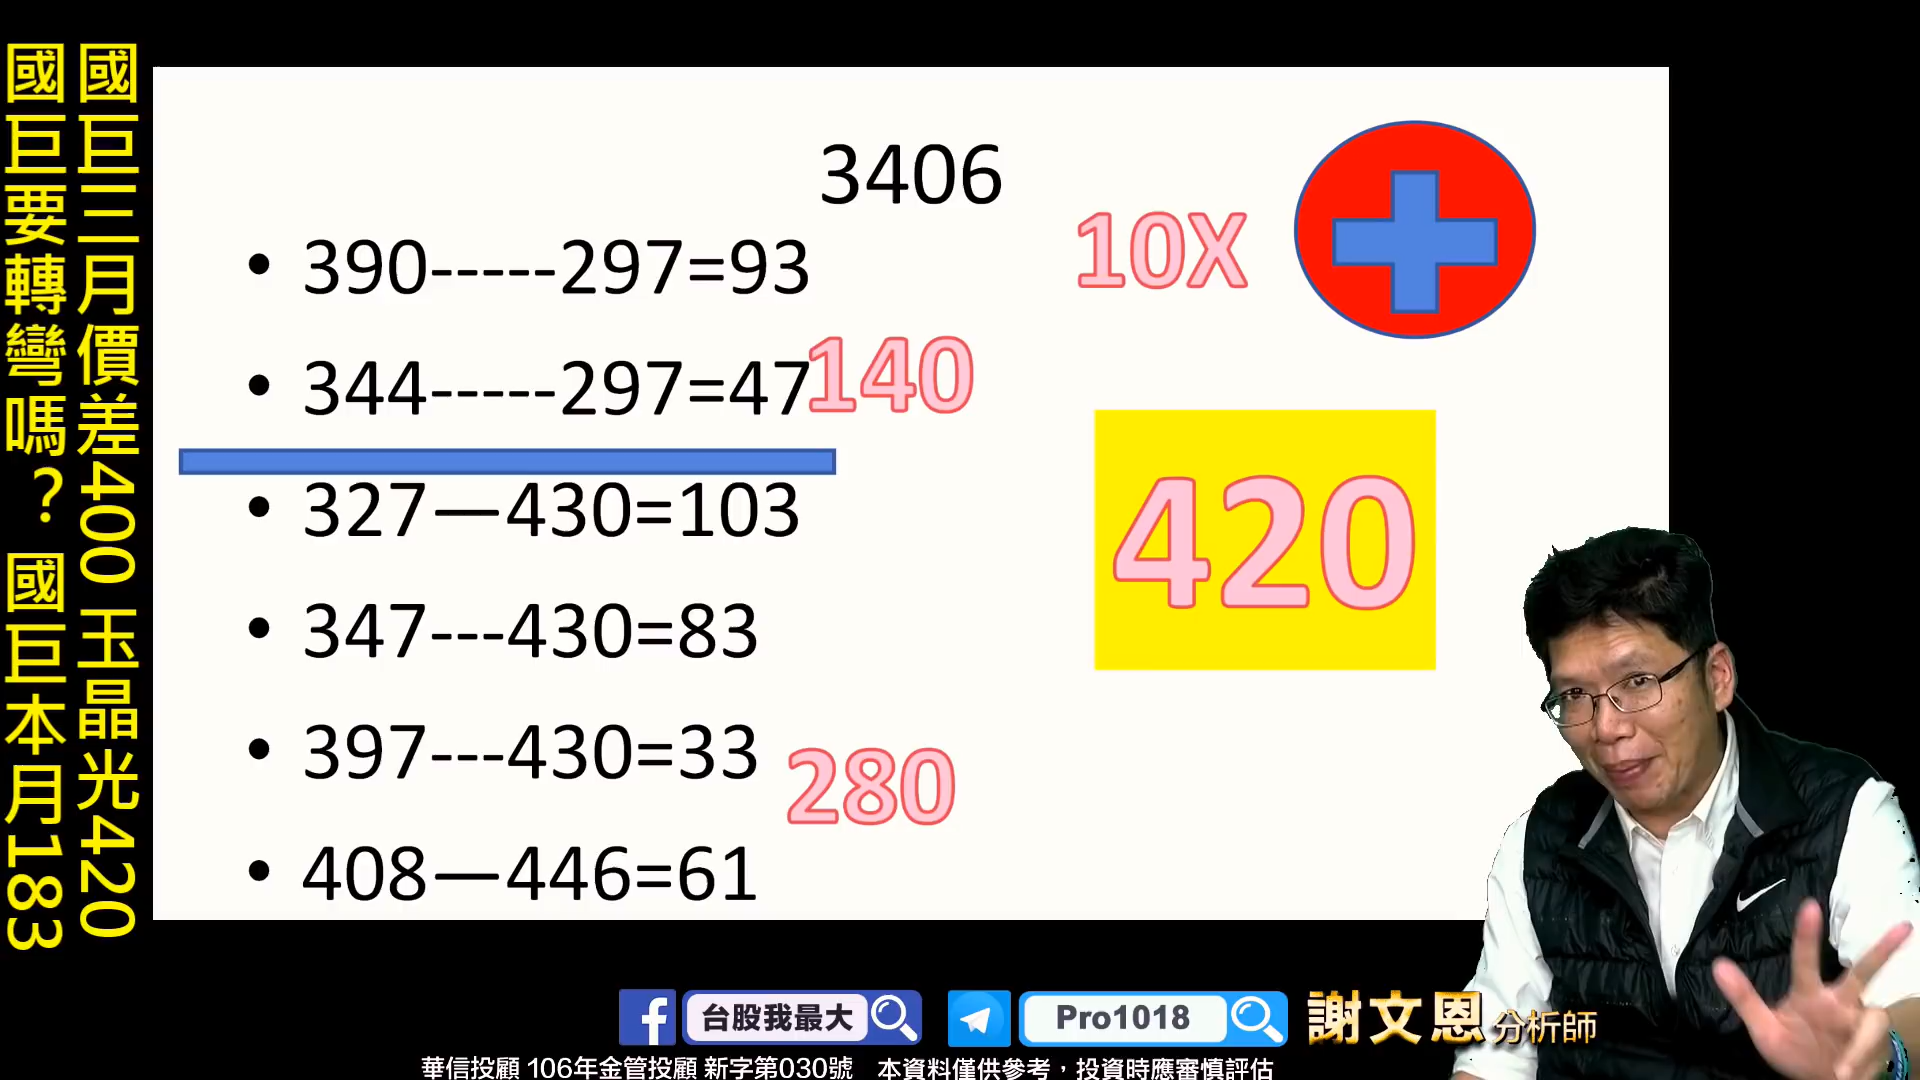 國巨三月價差400 玉晶光420
國巨要轉彎嗎？ 國巨本月183
3406
• 390-----297=93
10X
• 344-----297=47
140
• 327—430=103
420
• 347---430=83
• 397---430=33
280
• 408—446=61
台股我最大
Pro1018
謝文恩 分析師
華信投顧 106年金管投顧 新字第030號 本資料僅供參考，投資時應審慎評估